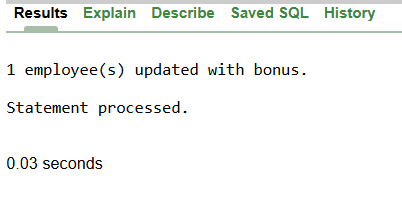 Results Explain Describe Saved SQL History
1 employee(s) updated with bonus.
Statement processed.
0.03 seconds